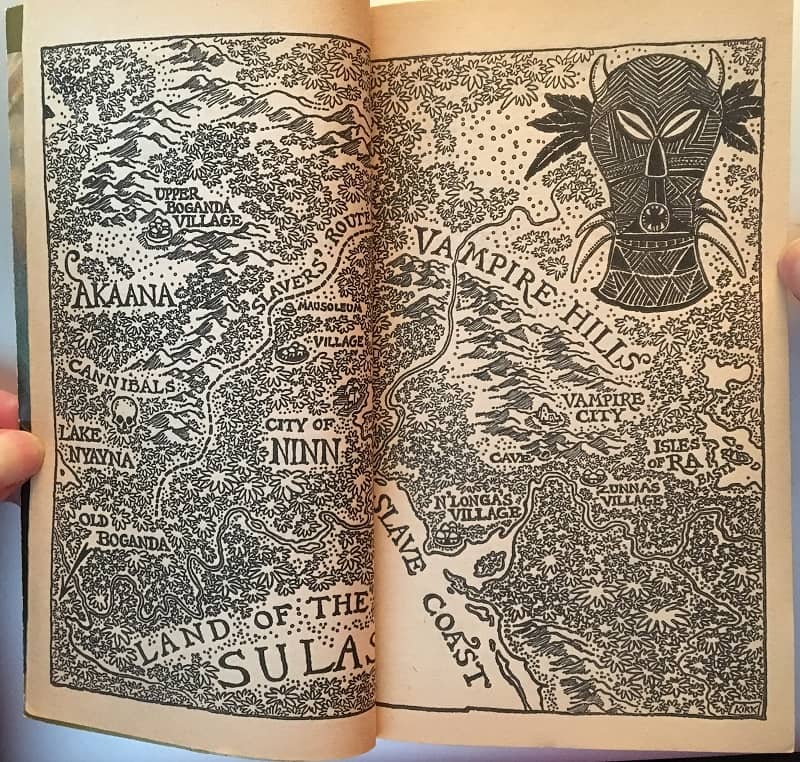 UPPER
BOGANDA
VILLAGE
AKAANA
SLAVERS' ROUTE
MAUSOLEUM
VILLAGE
CANNIBALS
LAKE
NYAYNA
CITY OF
NINN
OLD
BOGANDA
LAND OF THE
SULAS
VAMPIRE HILLS
VAMPIRE
CITY
CAVE
ISLES
OF RA
ZUNNA'S
VILLAGE
N'LONGA'S
VILLAGE
SLAVE COAST
KIKKI